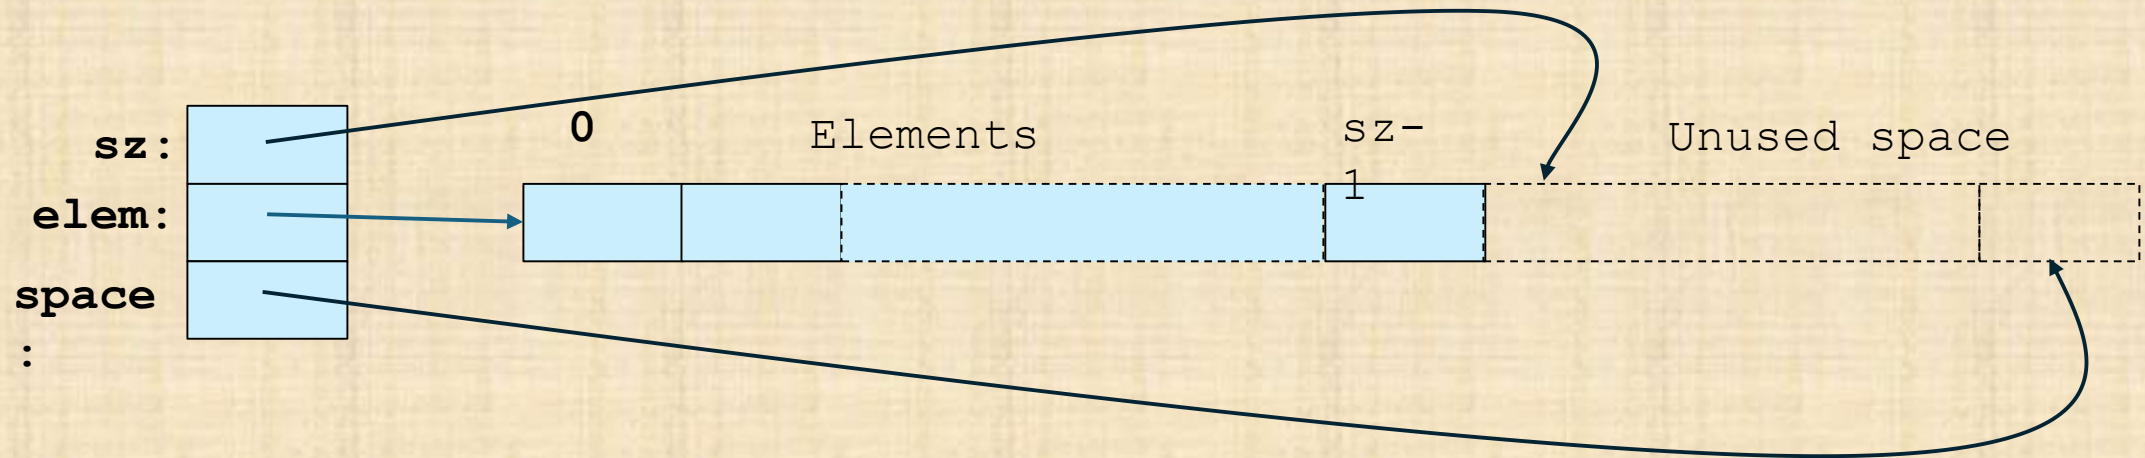 0
Elements
sz-
1
Unused space
sz:
elem:
space
: